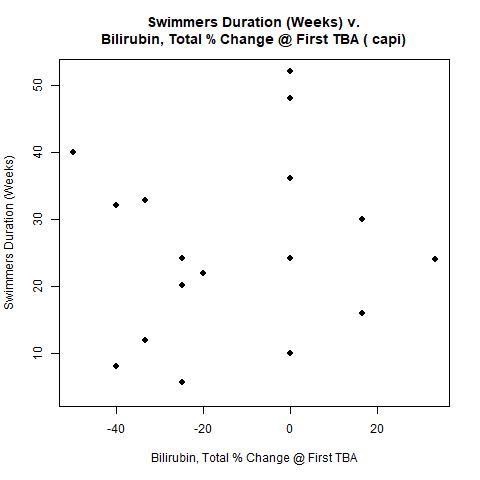 Swimmers Duration (Weeks) v.
Bilirubin, Total % Change @ First TBA ( capi)
Swimmers Duration (Weeks)
50
40
30
20
10
-40
-20
0
20
Bilirubin, Total % Change @ First TBA